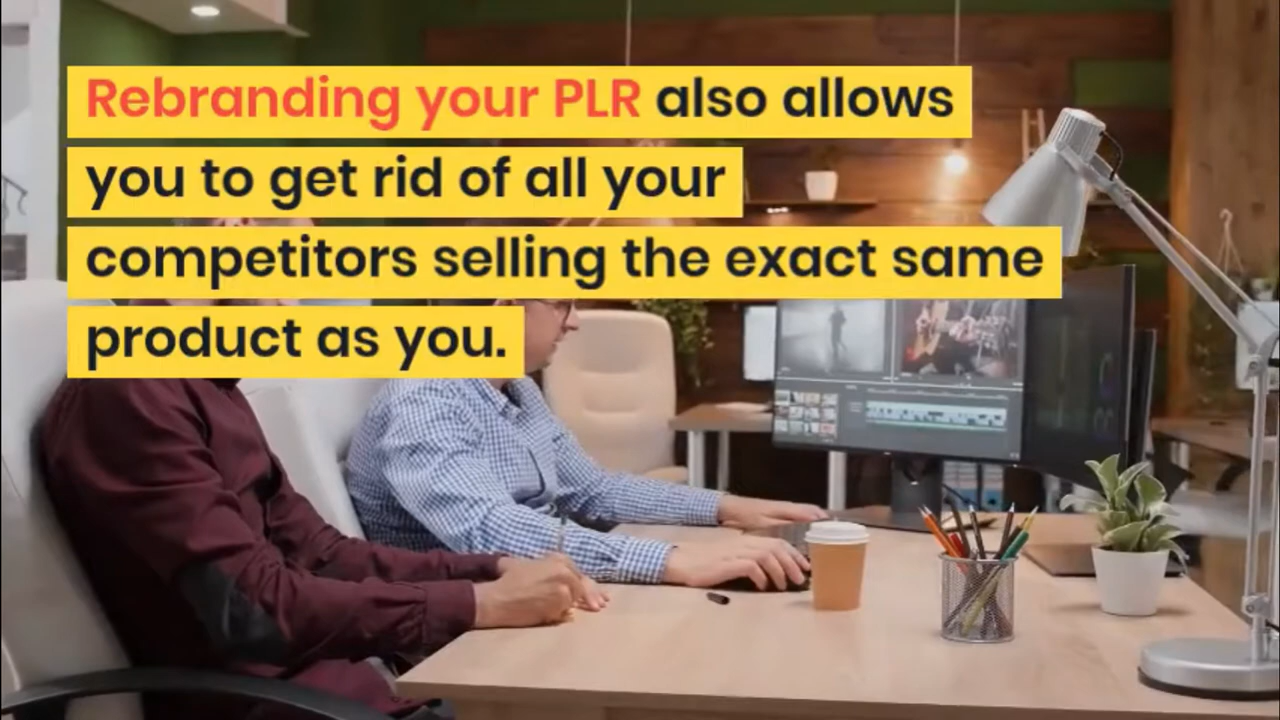 Rebranding your PLR also allows
you to get rid of all your
competitors selling the exact same
product as you.